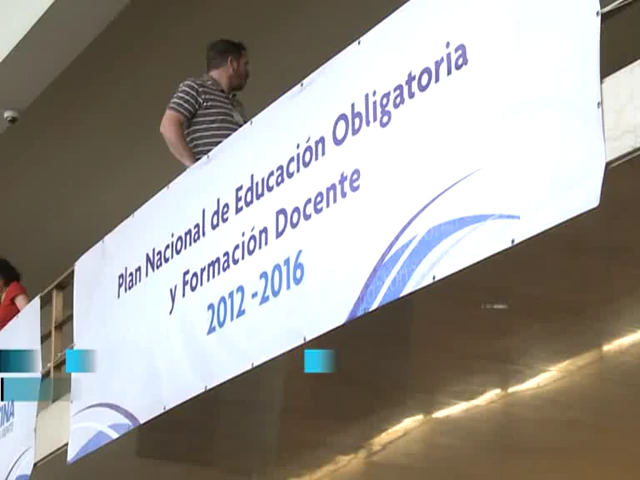 Plan Nacional de Educación Obligatoria
y Formación Docente
2012 -2016